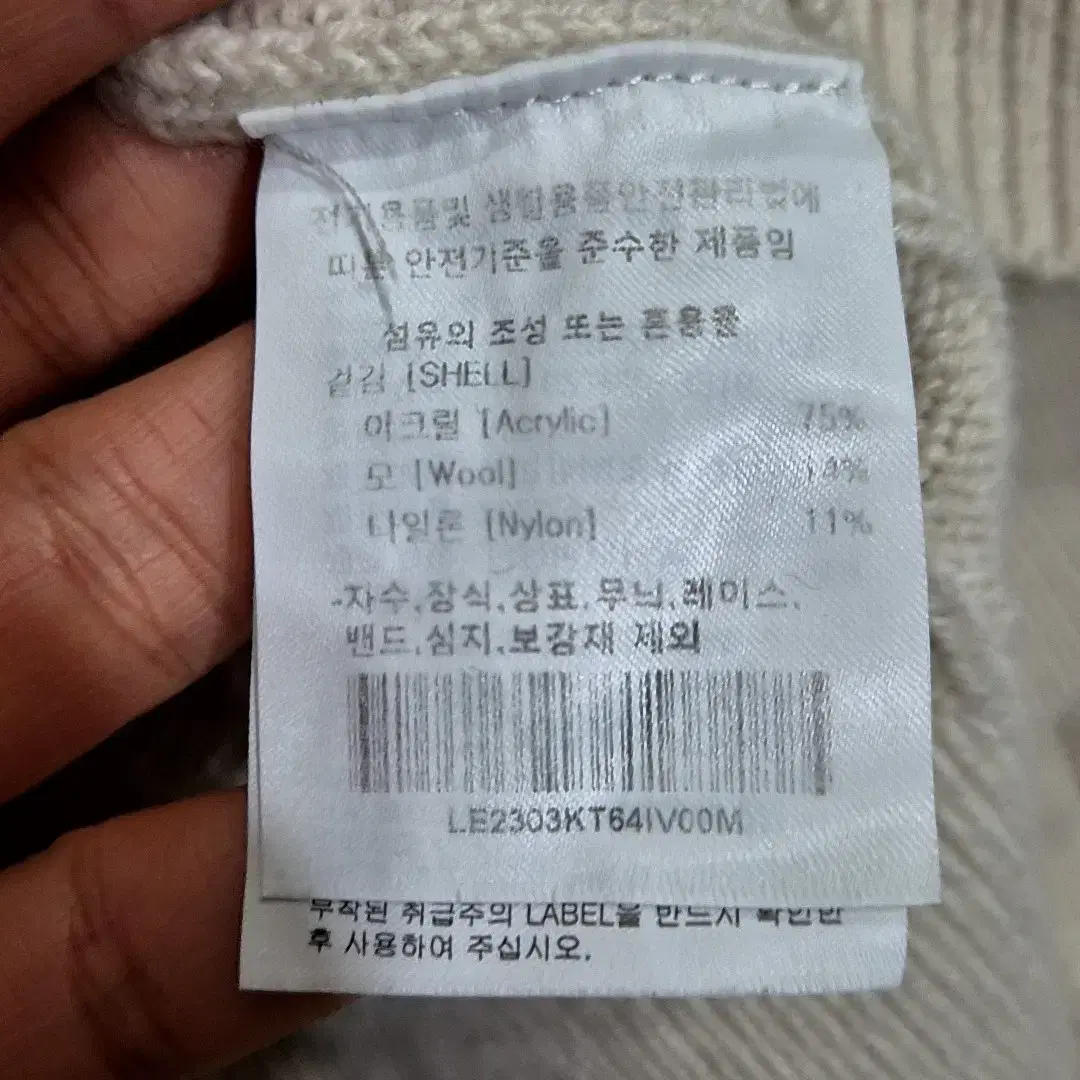 전기용품및 생활용품안전관리법에
따른 안전기준을 준수한 제품임
섬유의 조성 또는 혼용율
겉감 [SHELL]
아크릴 [Acrylic] 75%
모 [Wool] 14%
나일론 [Nylon] 11%
-자수,장식,상표,무늬,레이스,
밴드,심지,보강재 제외
LE2303KT64IV00M
부착된 취급주의 LABEL을 반드시 확인한
후 사용하여 주십시오.